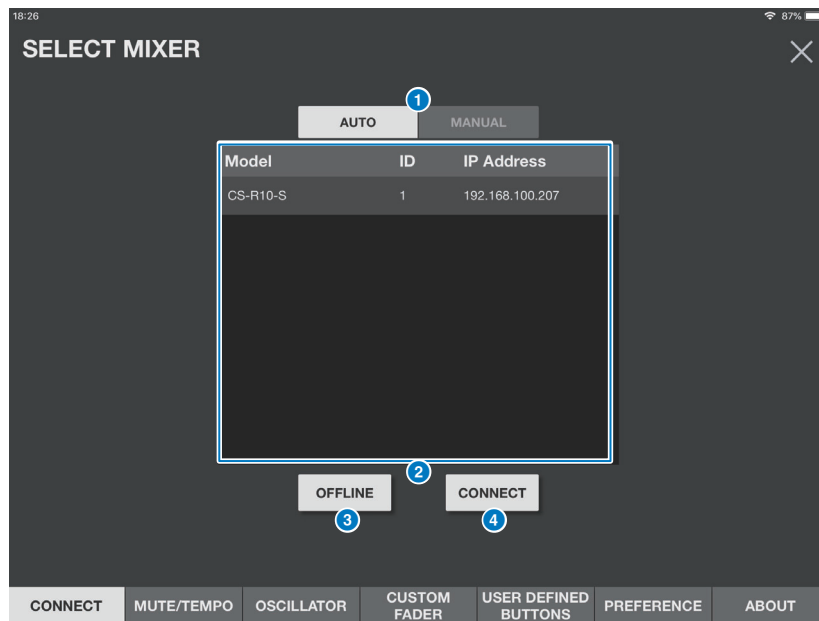 18:26
87%
SELECT MIXER
1
AUTO MANUAL
Model ID IP Address
CS-R10-S 1 192.168.100.207
2
OFFLINE CONNECT
3 4
CONNECT MUTE/TEMPO OSCILLATOR CUSTOM FADER USER DEFINED BUTTONS PREFERENCE ABOUT